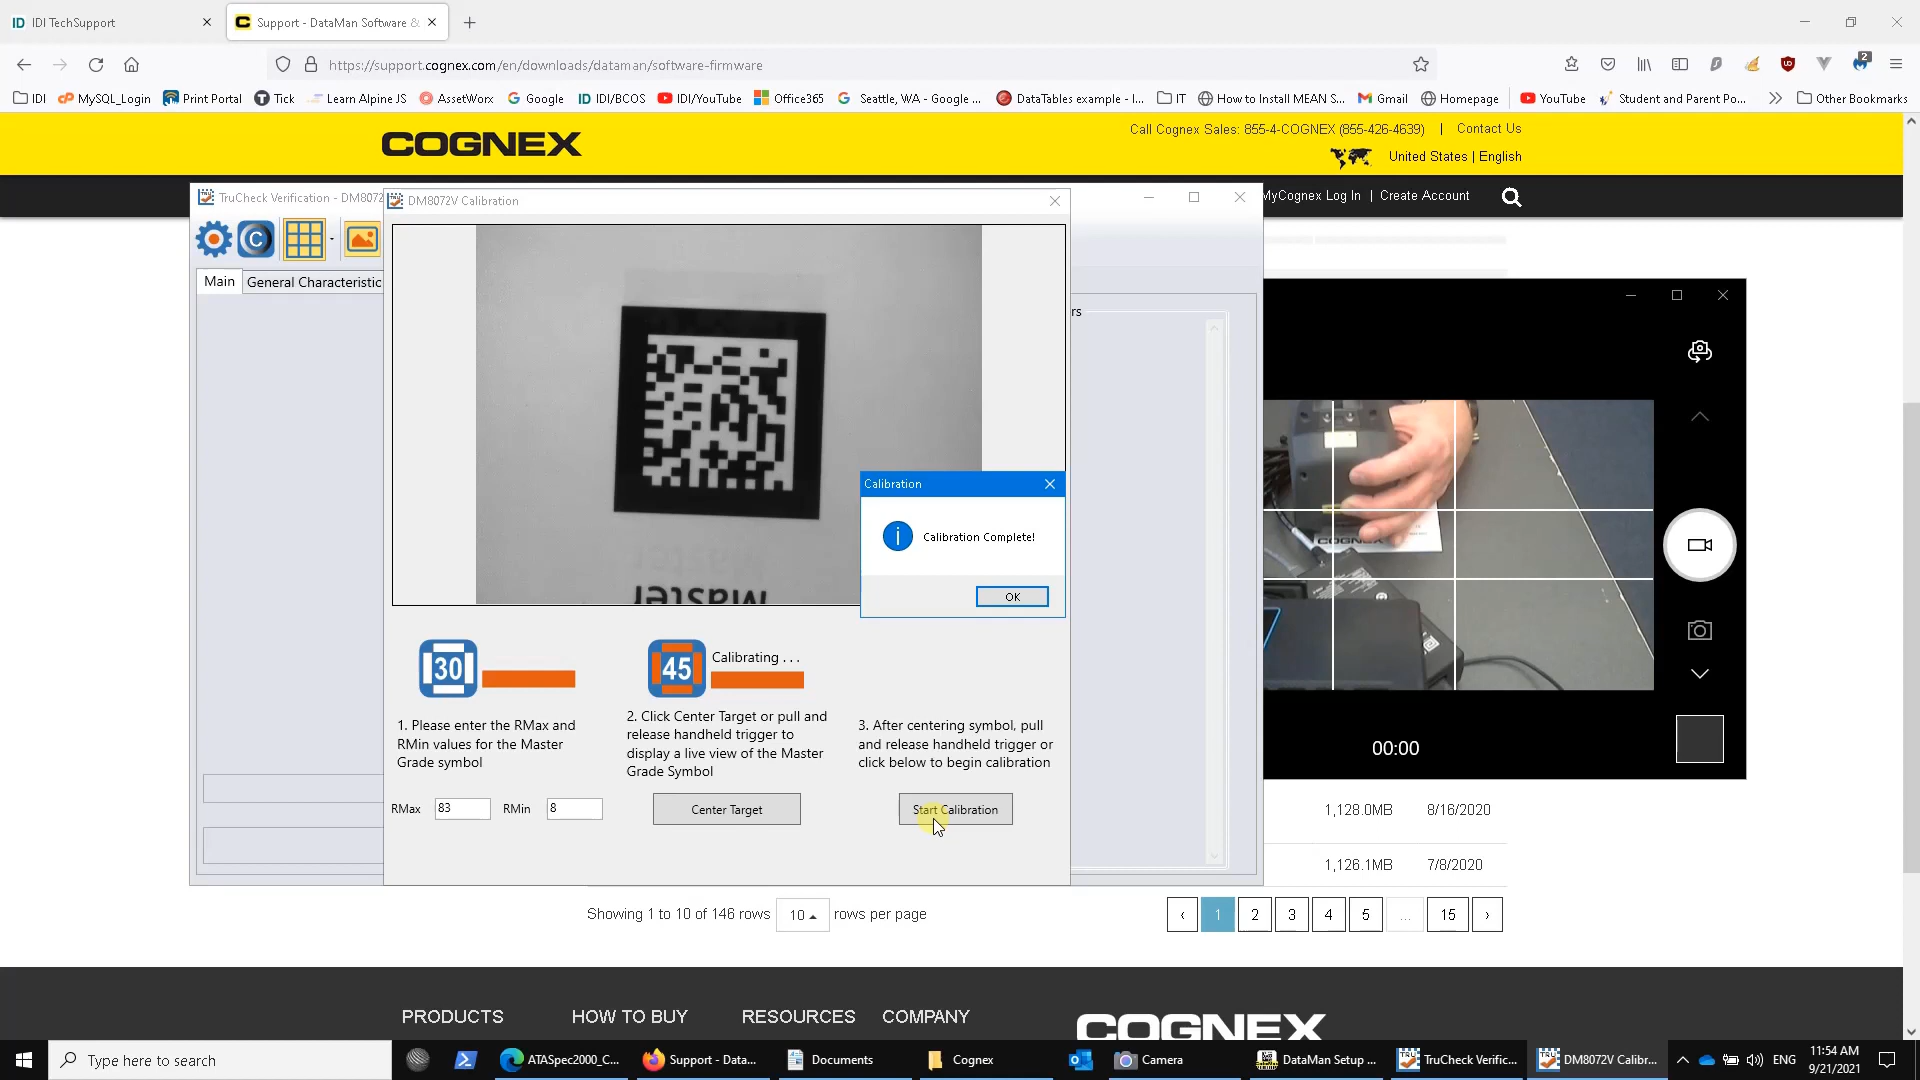 IDI TechSupport
Support - DataMan Software &
https://support.cognex.com/en/downloads/dataman/software-firmware
2
IDI
MySQL_Login
Print Portal
Tick
Learn Alpine JS
AssetWorx
Google
IDI/BCOS
IDI/YouTube
Office365
Seattle, WA - Google ...
DataTables example - I...
IT
How to Install MEAN S...
Gmail
Homepage
YouTube
Student and Parent Po...
Other Bookmarks
COGNEX
Call Cognex Sales: 855-4-COGNEX (855-426-4639) | Contact Us
United States | English
MyCognex Log In | Create Account
TruCheck Verification - DM8072
DM8072V Calibration
Main
General Characteristic
rs
Master
Calibration
Calibration Complete!
OK
30
45
Calibrating . . .
1. Please enter the RMax and
RMin values for the Master
Grade symbol
2. Click Center Target or pull and
release handheld trigger to
display a live view of the Master
Grade Symbol
3. After centering symbol, pull
and release handheld trigger or
click below to begin calibration
RMax 83 RMin 8
Center Target
Start Calibration
COGNEX
00:00
1,128.0MB 8/16/2020
1,126.1MB 7/8/2020
Showing 1 to 10 of 146 rows 10 rows per page
‹ 1 2 3 4 5 ... 15 ›
PRODUCTS
HOW TO BUY
RESOURCES
COMPANY
COGNEX
Type here to search
ATASpec2000_C...
Support - Data...
Documents
Cognex
Camera
DataMan Setup ...
TruCheck Verific...
DM8072V Calibr...
ENG
11:54 AM
9/21/2021